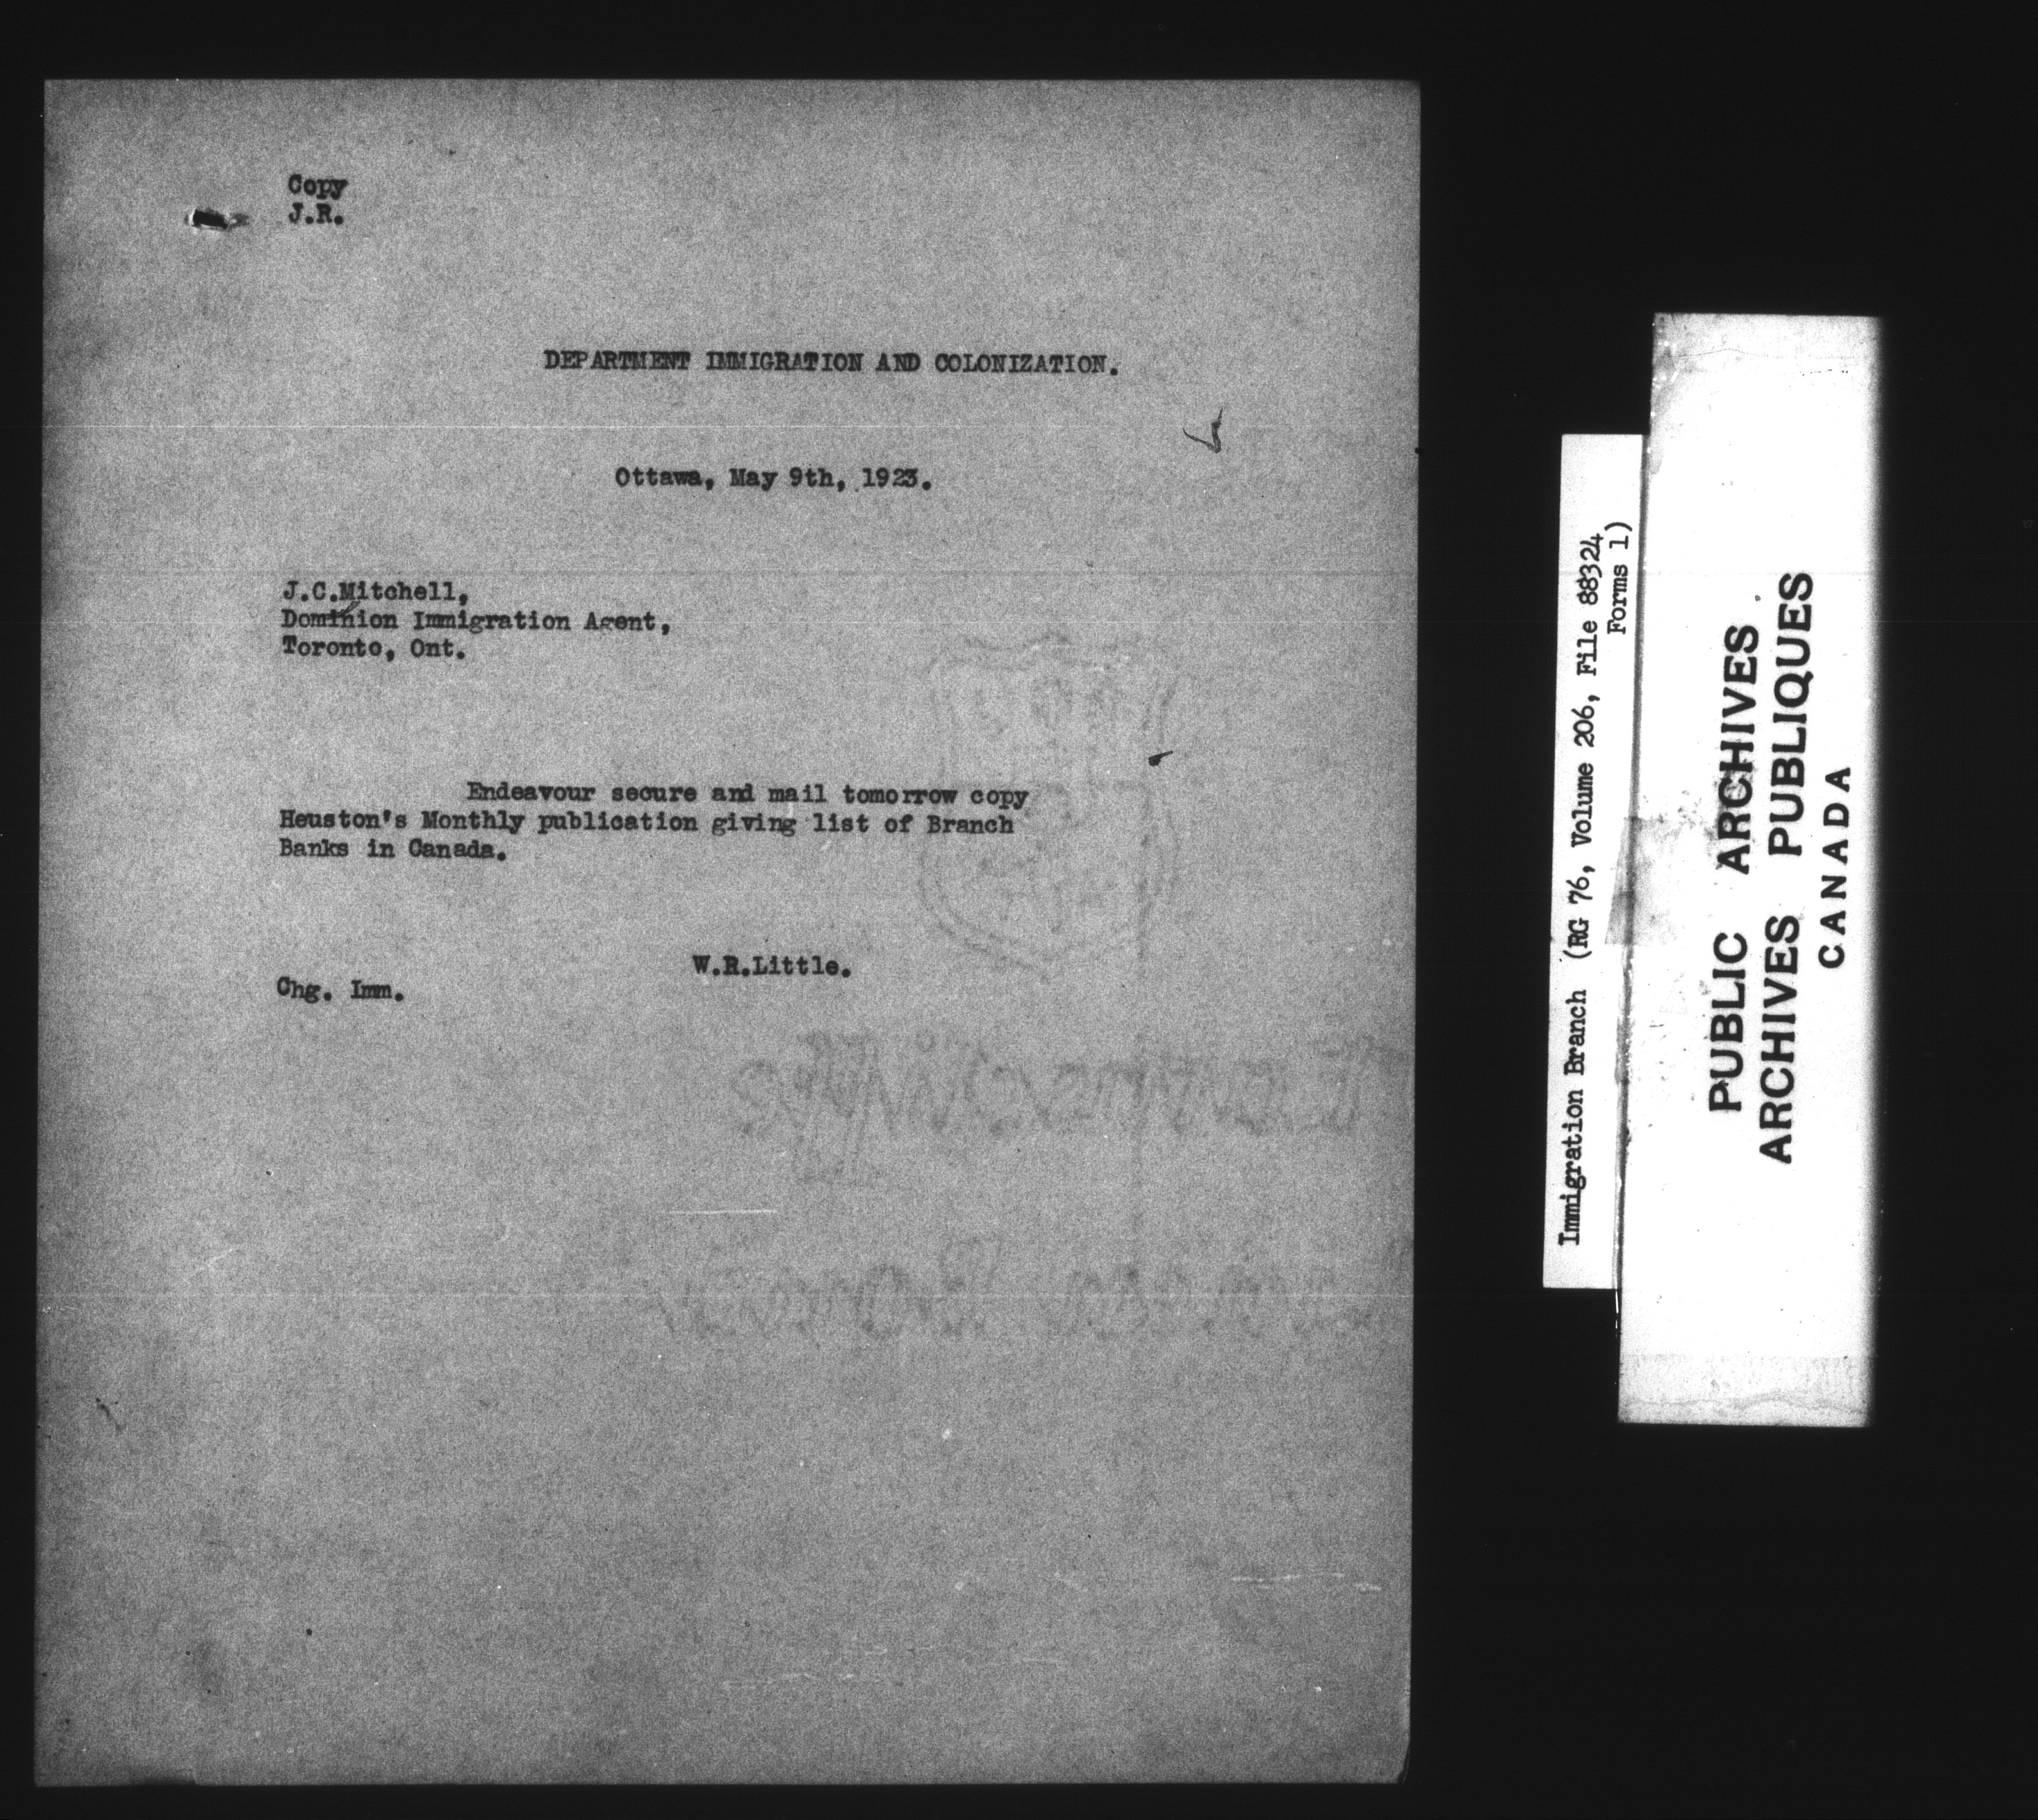 Copy
J.R.
DEPARTMENT IMMIGRATION AND COLONIZATION.
Ottawa, May 9th, 1923.
J.C.Mitchell,
Dominion Immigration Agent,
Toronto, Ont.
Endeavour secure and mail tomorrow copy
Heuston's Monthly publication giving list of Branch
Banks in Canada.
W.R.Little.
Chg. Imm.
Immigration Branch (RG 76, Volume 206, File 88324
Forms 1)
PUBLIC ARCHIVES
ARCHIVES PUBLIQUES
CANADA